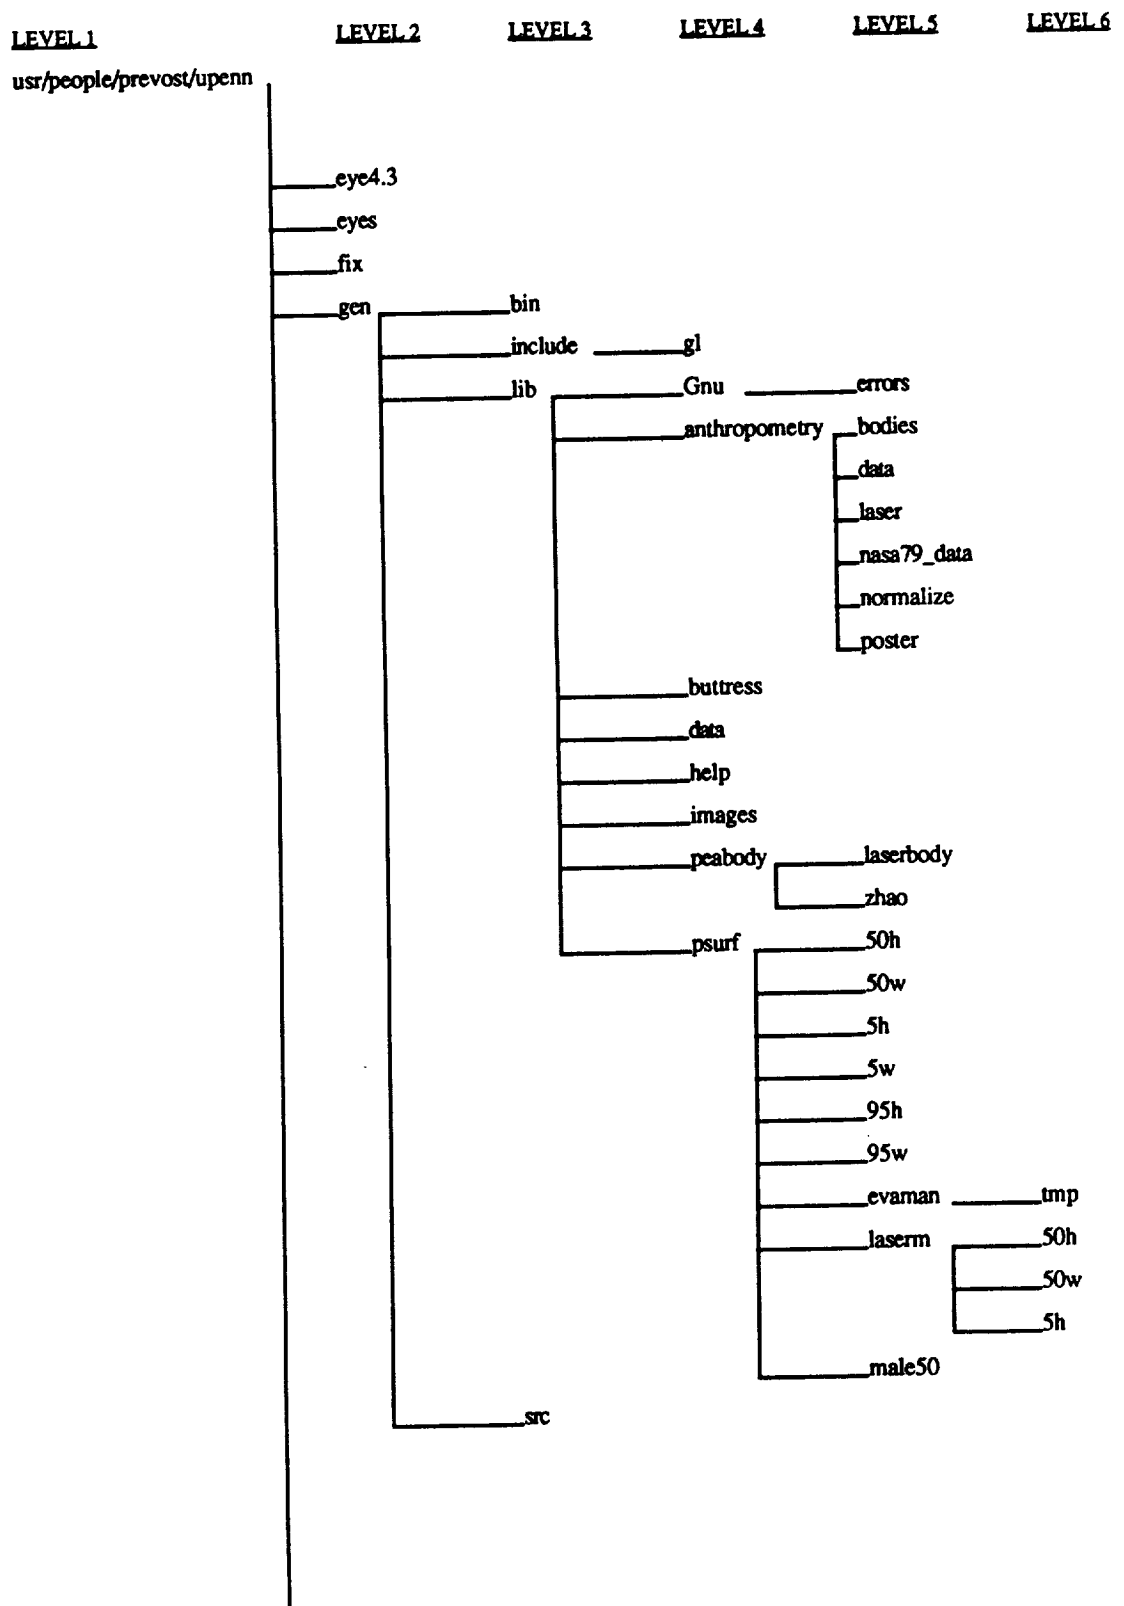 LEVEL 1 LEVEL 2 LEVEL 3 LEVEL 4 LEVEL 5 LEVEL 6
usr/people/prevost/upenn
eye4.3
eyes
fix
gen bin
include gl
lib Gnu errors
anthropometry bodies
data
laser
nasa79_data
normalize
poster
buttress
data
help
images
peabody laserbody
zhao
psurf 50h
50w
5h
5w
95h
95w
evaman tmp
laserm 50h
50w
5h
male50
src